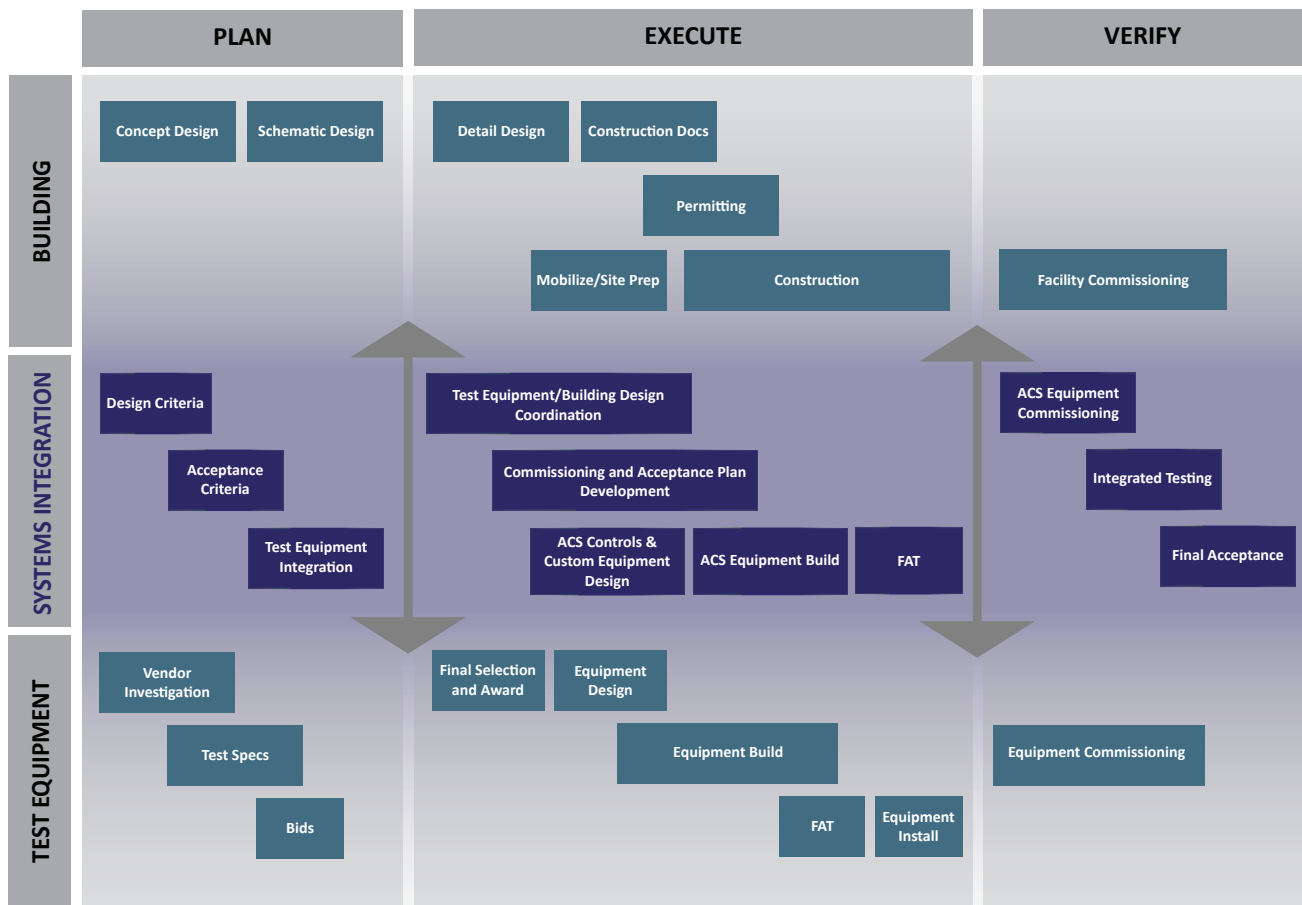 PLAN
EXECUTE
VERIFY
BUILDING
Concept Design
Schematic Design
Detail Design
Construction Docs
Permitting
Mobilize/Site Prep
Construction
Facility Commissioning
SYSTEMS INTEGRATION
Design Criteria
Acceptance
Criteria
Test Equipment
Integration
Test Equipment/Building Design
Coordination
Commissioning and Acceptance Plan
Development
ACS Controls &
Custom Equipment
Design
ACS Equipment Build
FAT
ACS Equipment
Commissioning
Integrated Testing
Final Acceptance
TEST EQUIPMENT
Vendor
Investigation
Test Specs
Bids
Final Selection
and Award
Equipment
Design
Equipment Build
FAT
Equipment
Install
Equipment Commissioning